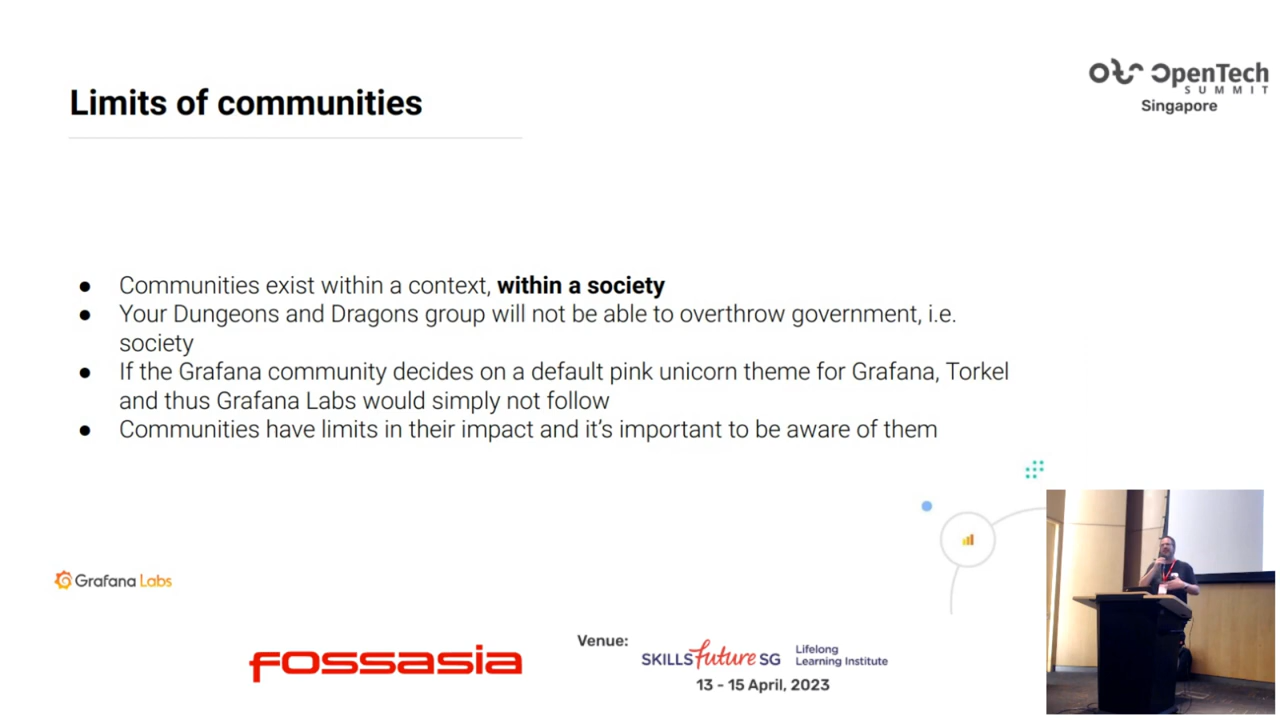 Limits of communities
OpenTech
SUMMIT
Singapore
● Communities exist within a context, within a society
● Your Dungeons and Dragons group will not be able to overthrow government, i.e.
society
● If the Grafana community decides on a default pink unicorn theme for Grafana, Torkel
and thus Grafana Labs would simply not follow
● Communities have limits in their impact and it’s important to be aware of them
Grafana Labs
fossasia
Venue:
SKILLSfuture SG
Lifelong
Learning Institute
13 - 15 April, 2023